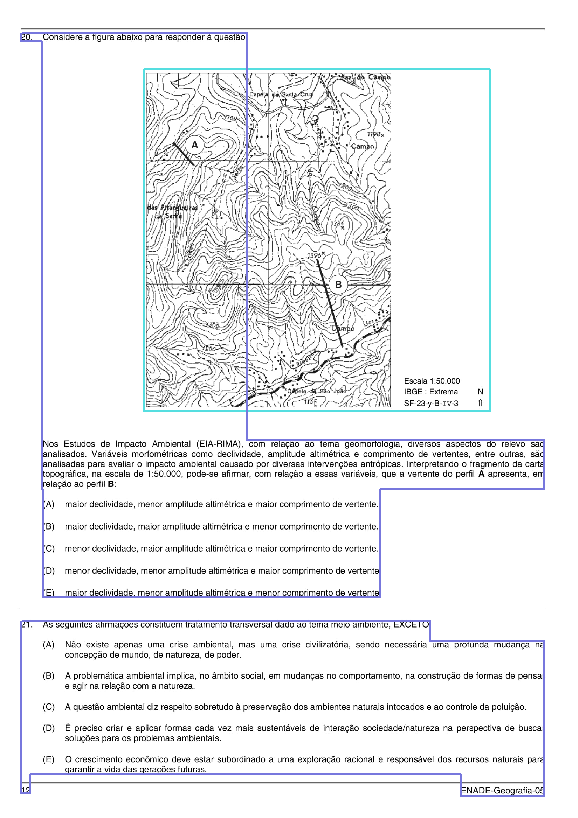 20. Considere a figura abaixo para responder à questão
A
B
Campo
Campo
Escala 1:50.000
IBGE : Extrema N
SF-23 y B-IV-3
Nos Estudos de Impacto Ambiental (EIA-RIMA), com relação ao tema geomorfologia, diversos aspectos do relevo são
analisados. Variáveis morfométricas como declividade, amplitude altimétrica e comprimento de vertentes, entre outras, são
analisadas para avaliar o impacto ambiental causado por diversas intervenções antrópicas. Interpretando o fragmento da carta
topográfica, na escala de 1:50.000, pode-se afirmar, com relação a essas variáveis, que a vertente do perfil A apresenta, em
relação ao perfil B:
(A) maior declividade, menor amplitude altimétrica e maior comprimento de vertente.
(B) maior declividade, maior amplitude altimétrica e menor comprimento de vertente.
(C) menor declividade, maior amplitude altimétrica e maior comprimento de vertente.
(D) menor declividade, menor amplitude altimétrica e maior comprimento de vertente
(E) maior declividade, menor amplitude altimétrica e menor comprimento de vertente
21. As seguintes afirmações constituem tratamento transversal dado ao tema meio ambiente, EXCETO
(A) Não existe apenas uma crise ambiental, mas uma crise civilizatória, sendo necessária uma profunda mudança na
concepção de mundo, de natureza, de poder.
(B) A problemática ambiental implica, no âmbito social, em mudanças no comportamento, na construção de formas de pensa
e agir na relação com a natureza.
(C) A questão ambiental diz respeito sobretudo à preservação dos ambientes naturais intocados e ao controle da poluição.
(D) É preciso criar e aplicar formas cada vez mais sustentáveis de interação sociedade/natureza na perspectiva de busca
soluções para os problemas ambientais.
(E) O crescimento econômico deve estar subordinado a uma exploração racional e responsável dos recursos naturais para
garantir a vida das gerações futuras.
12 ENADE-Geografia-05